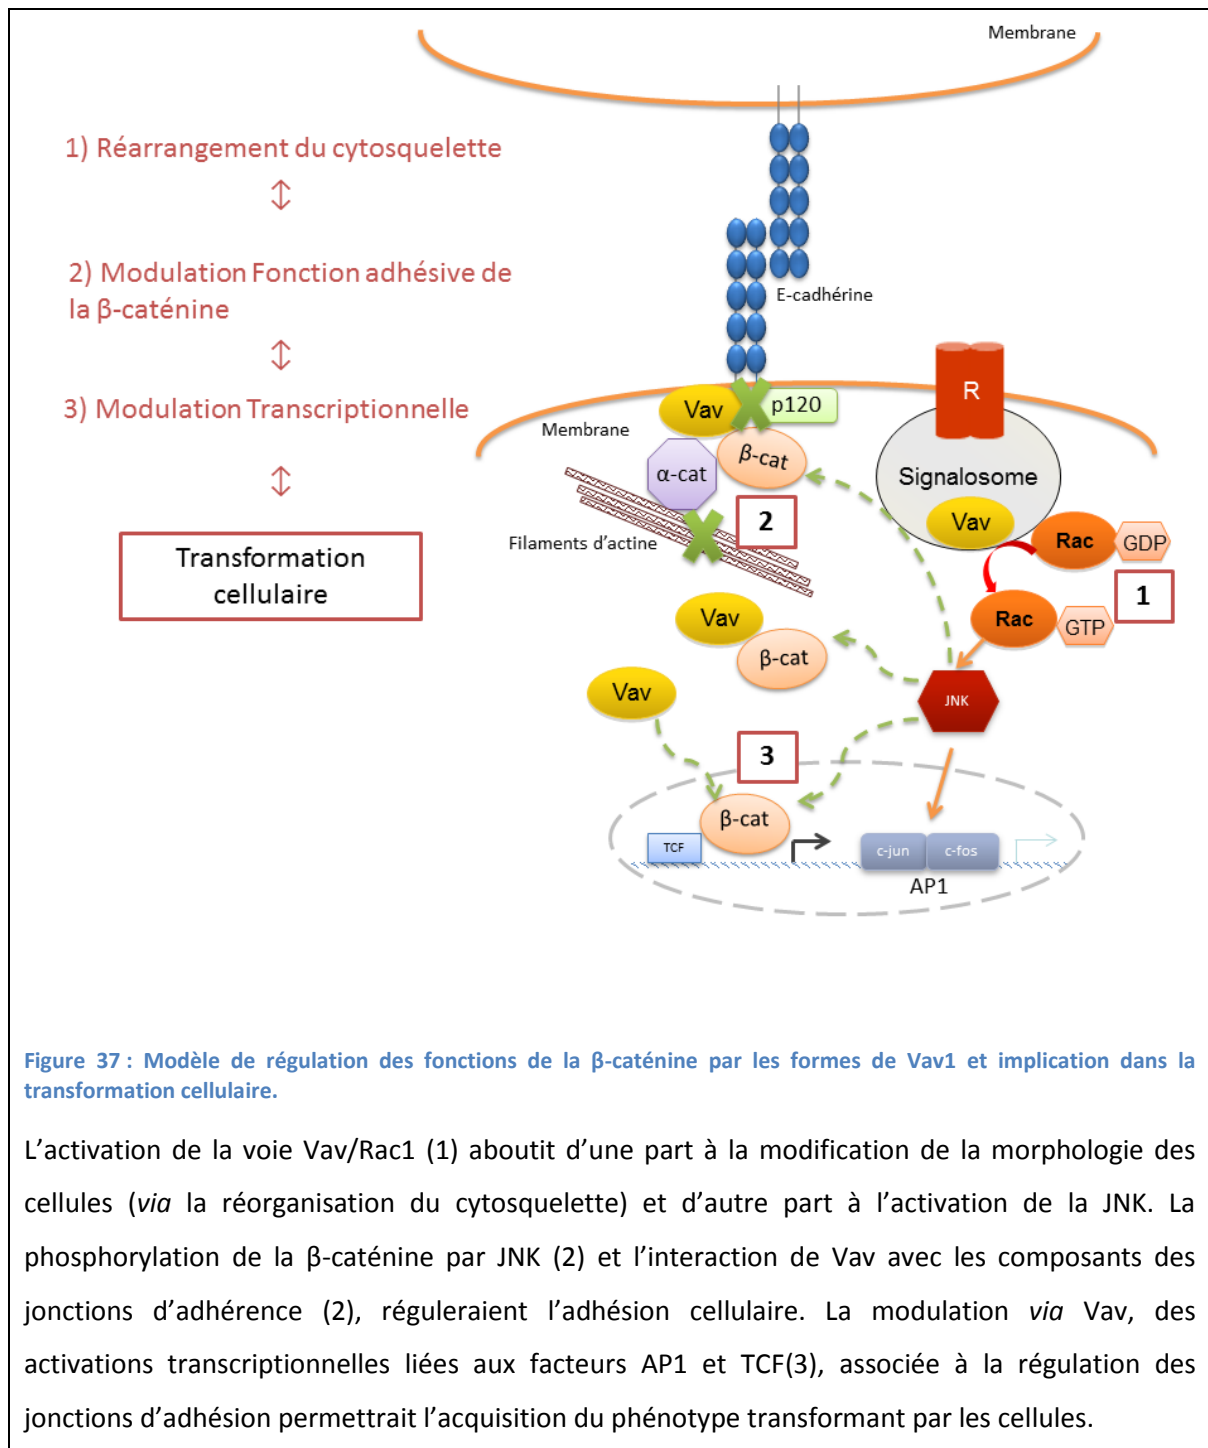 Membrane
1) Réarrangement du cytosquelette
↕
2) Modulation Fonction adhésive de
la β-caténine
↕
3) Modulation Transcriptionnelle
↕
Transformation
cellulaire
E-cadhérine
R
Vav
p120
Membrane
β-cat
α-cat
Signalosome
Vav
2
Filaments d’actine
Rac
GDP
1
Rac
GTP
Vav
β-cat
Vav
JNK
3
β-cat
TCF
c-jun
c-fos
AP1
Figure 37 : Modèle de régulation des fonctions de la β-caténine par les formes de Vav1 et implication dans la
transformation cellulaire.
L’activation de la voie Vav/Rac1 (1) aboutit d’une part à la modification de la morphologie des
cellules (via la réorganisation du cytosquelette) et d’autre part à l’activation de la JNK. La
phosphorylation de la β-caténine par JNK (2) et l’interaction de Vav avec les composants des
jonctions d’adhérence (2), réguleraient l’adhésion cellulaire. La modulation via Vav, des
activations transcriptionnelles liées aux facteurs AP1 et TCF(3), associée à la régulation des
jonctions d’adhésion permettrait l’acquisition du phénotype transformant par les cellules.